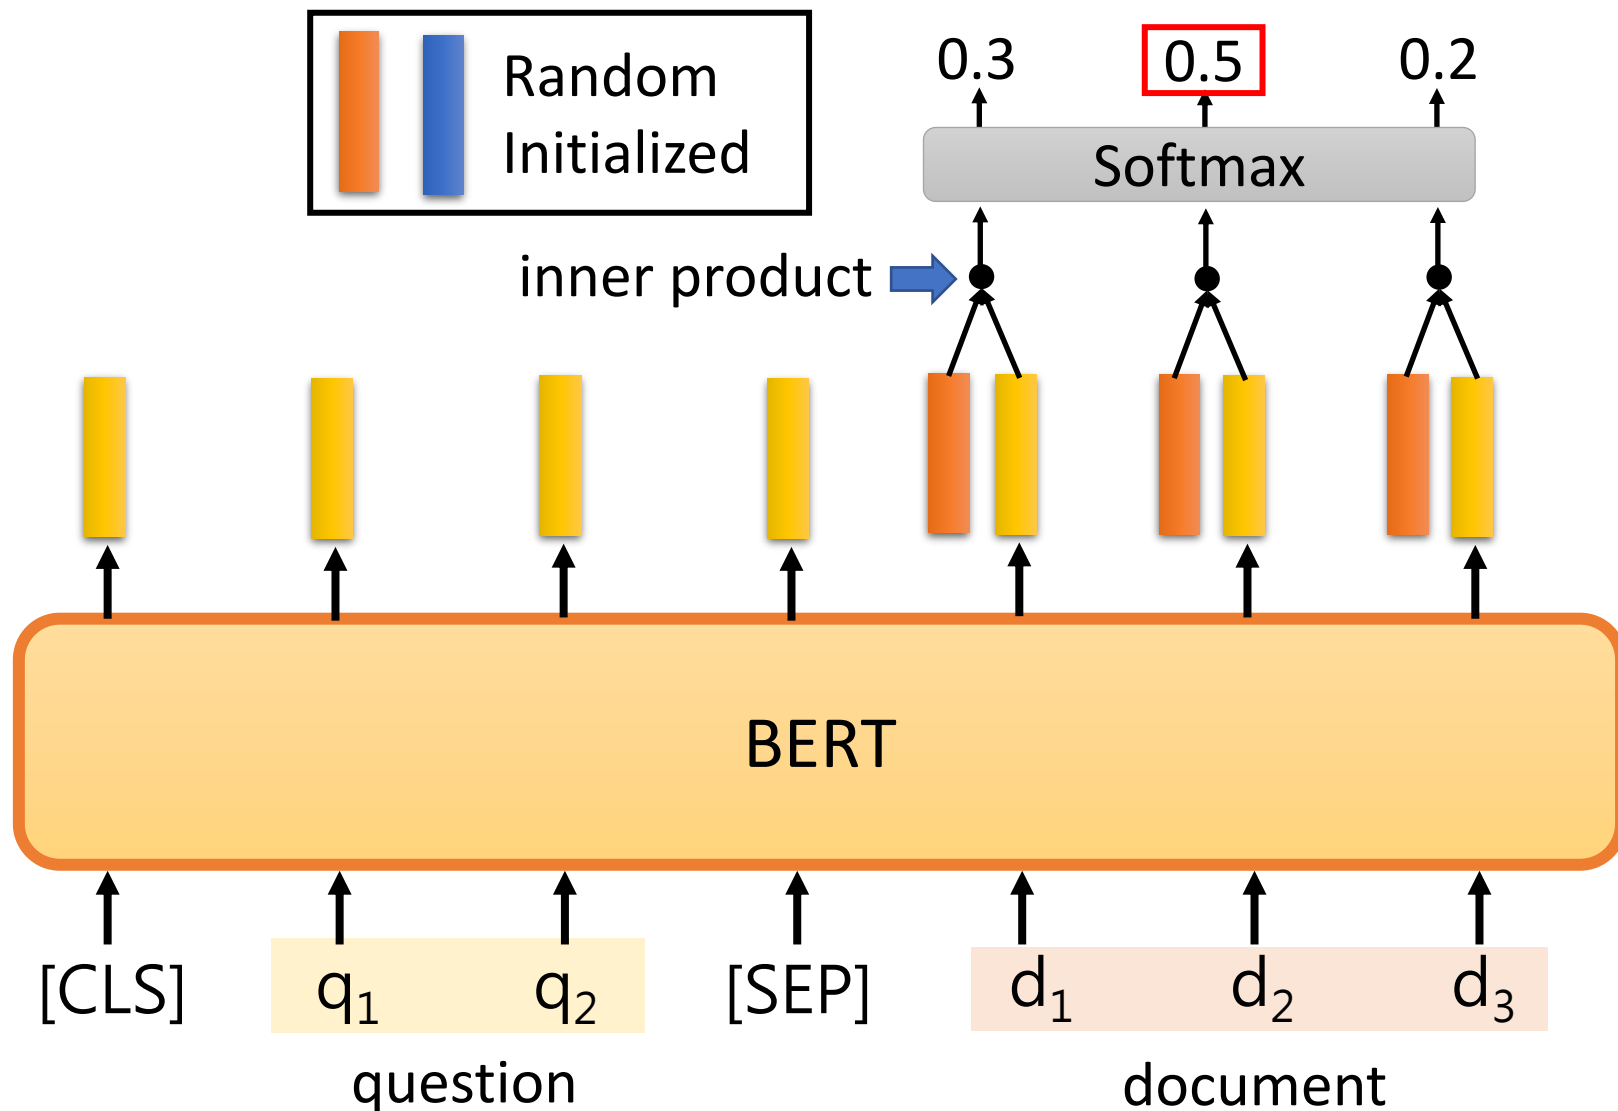 Random
Initialized
0.3 0.5 0.2
Softmax
inner product
BERT
[CLS] q₁ q₂ [SEP] d₁ d₂ d₃
question document